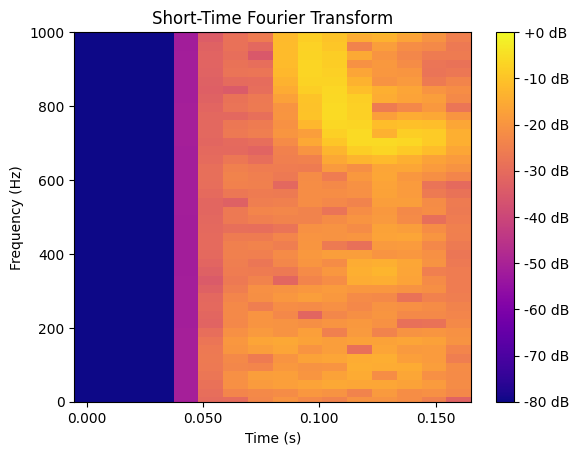 Short-Time Fourier Transform
Frequency (Hz)
1000
800
600
400
200
0
0.000
0.050
0.100
0.150
Time (s)
+0 dB
-10 dB
-20 dB
-30 dB
-40 dB
-50 dB
-60 dB
-70 dB
-80 dB